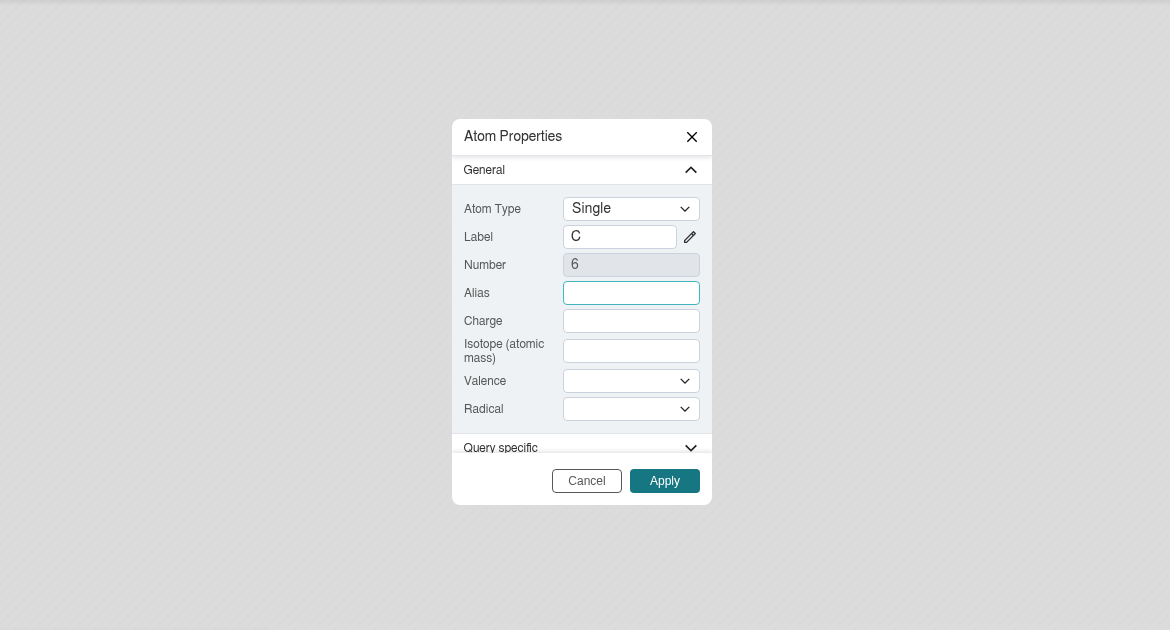 Atom Properties
General
Atom Type Single
Label C
Number 6
Alias
Charge
Isotope (atomic
mass)
Valence
Radical
Query specific
Cancel Apply